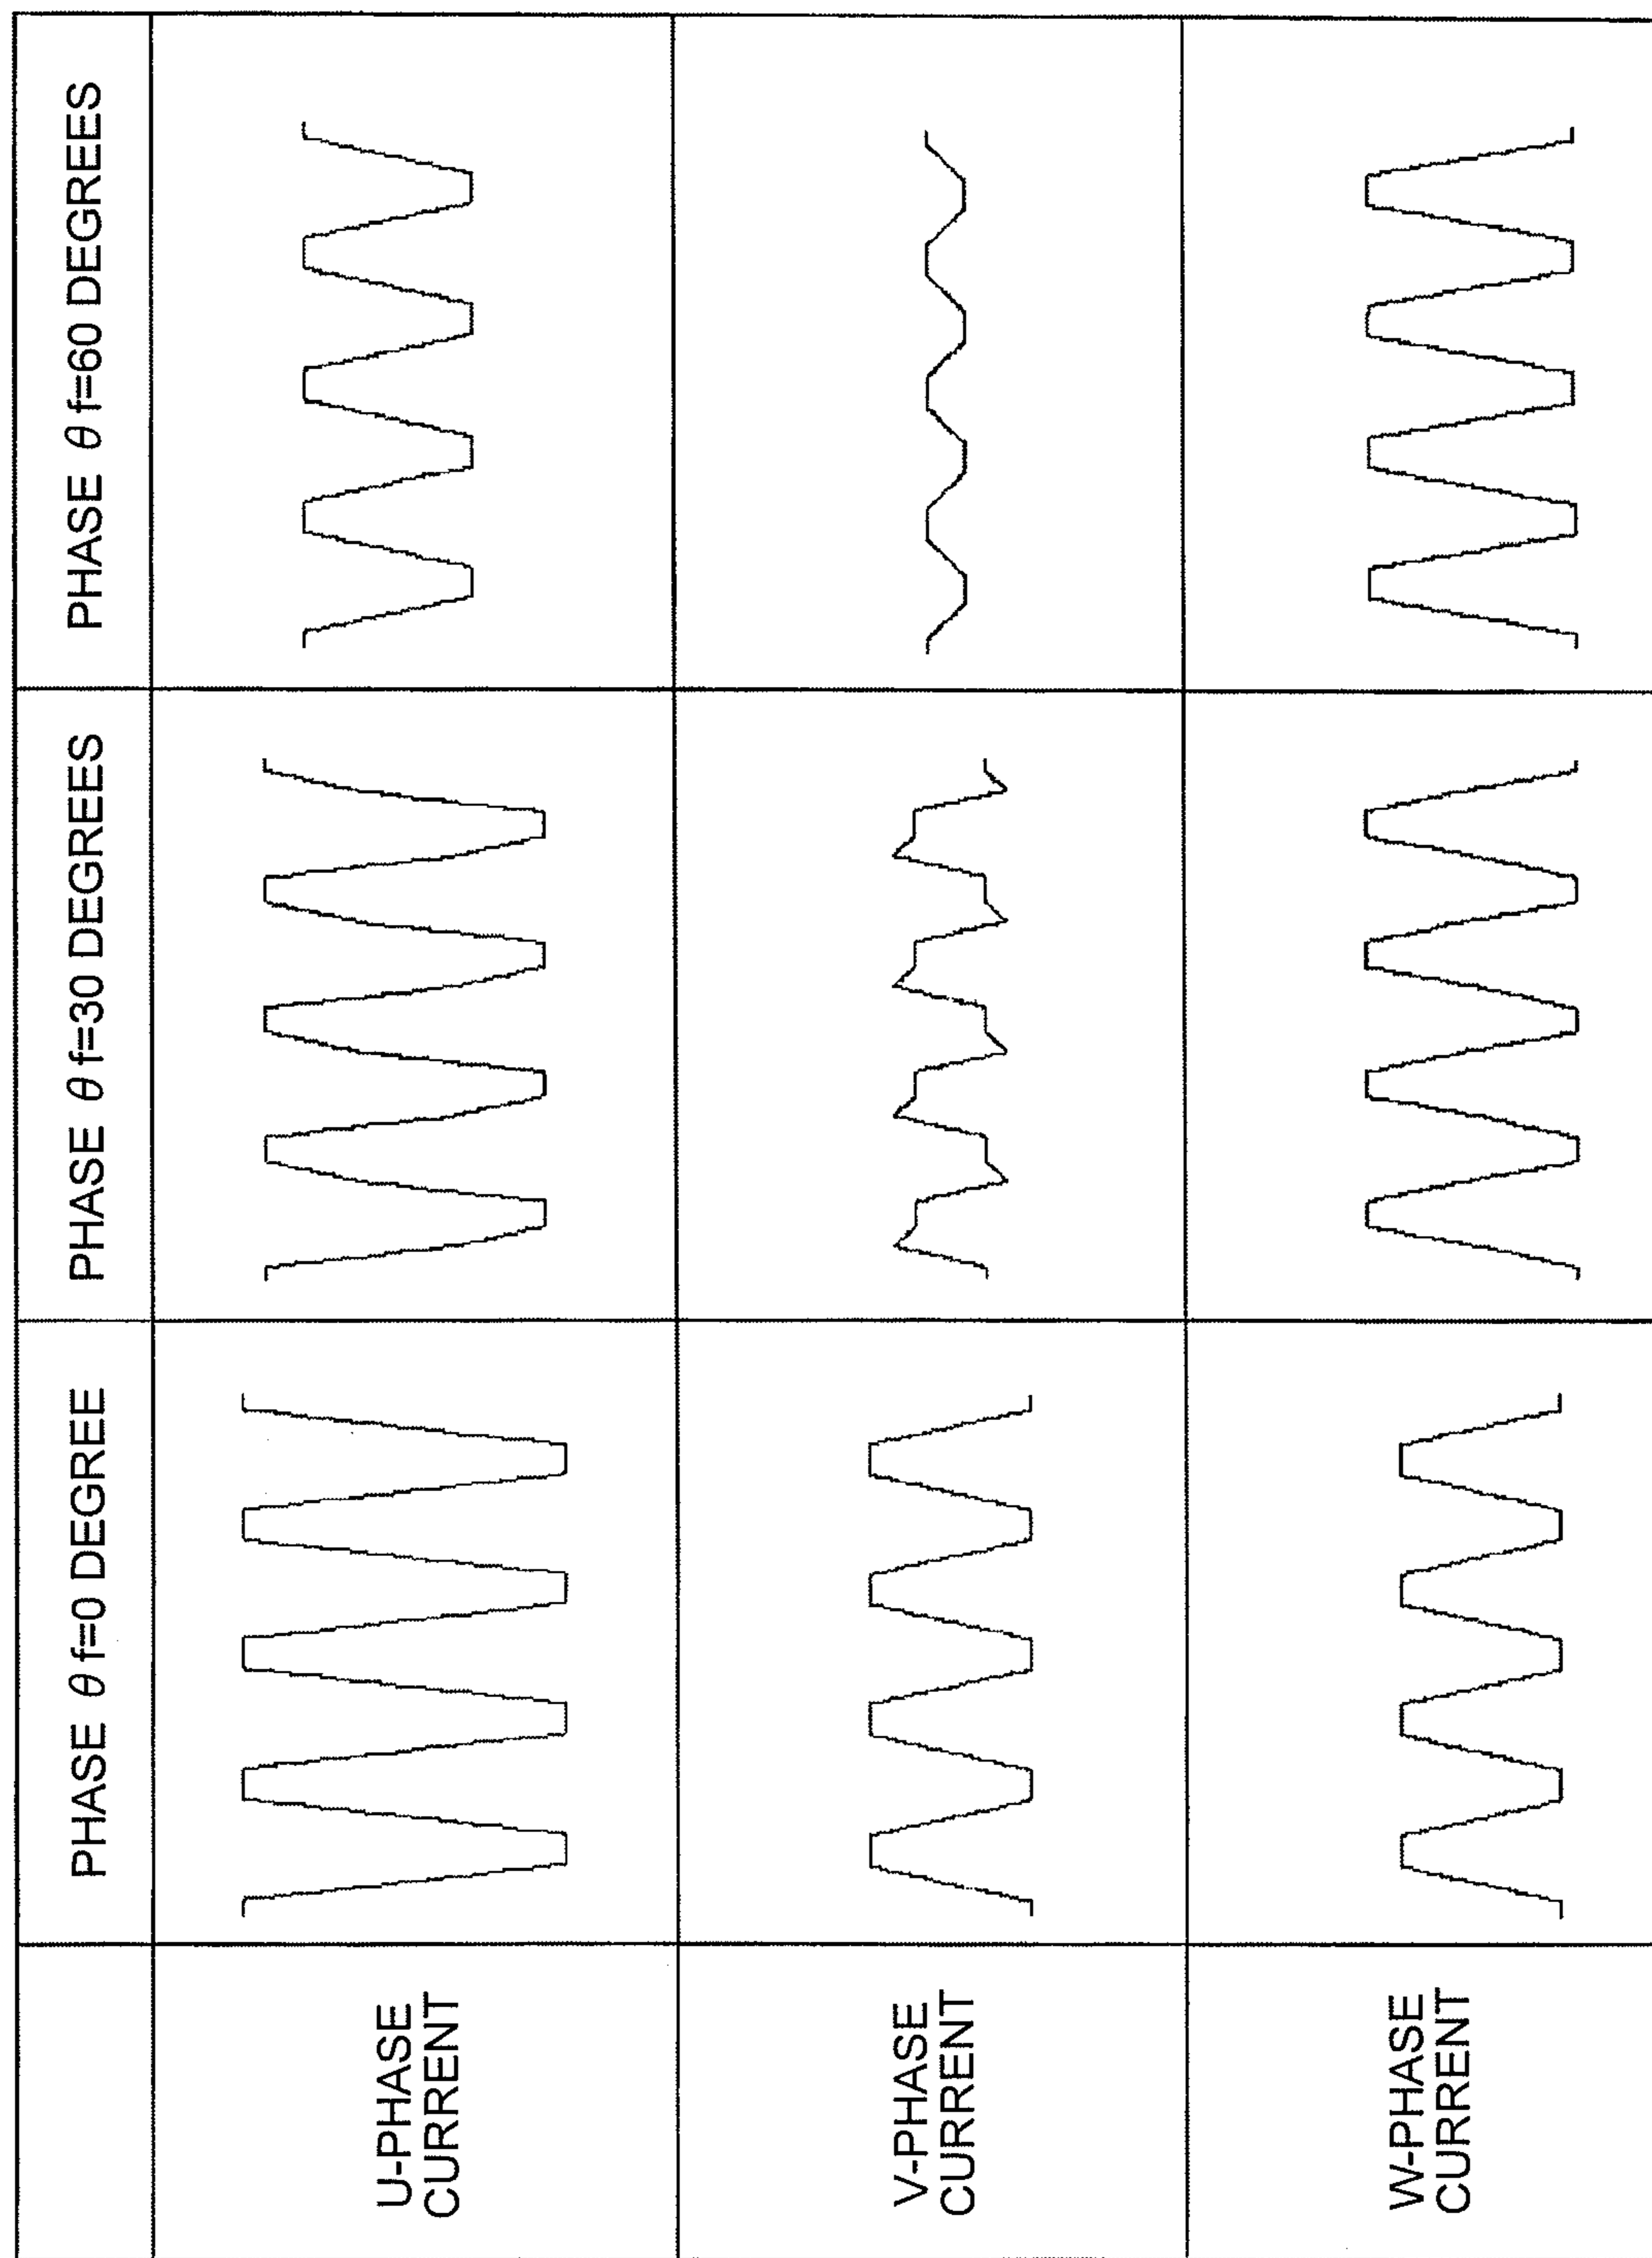 PHASE θ f=0 DEGREE
PHASE θ f=30 DEGREES
PHASE θ f=60 DEGREES
U-PHASE
CURRENT
V-PHASE
CURRENT
W-PHASE
CURRENT